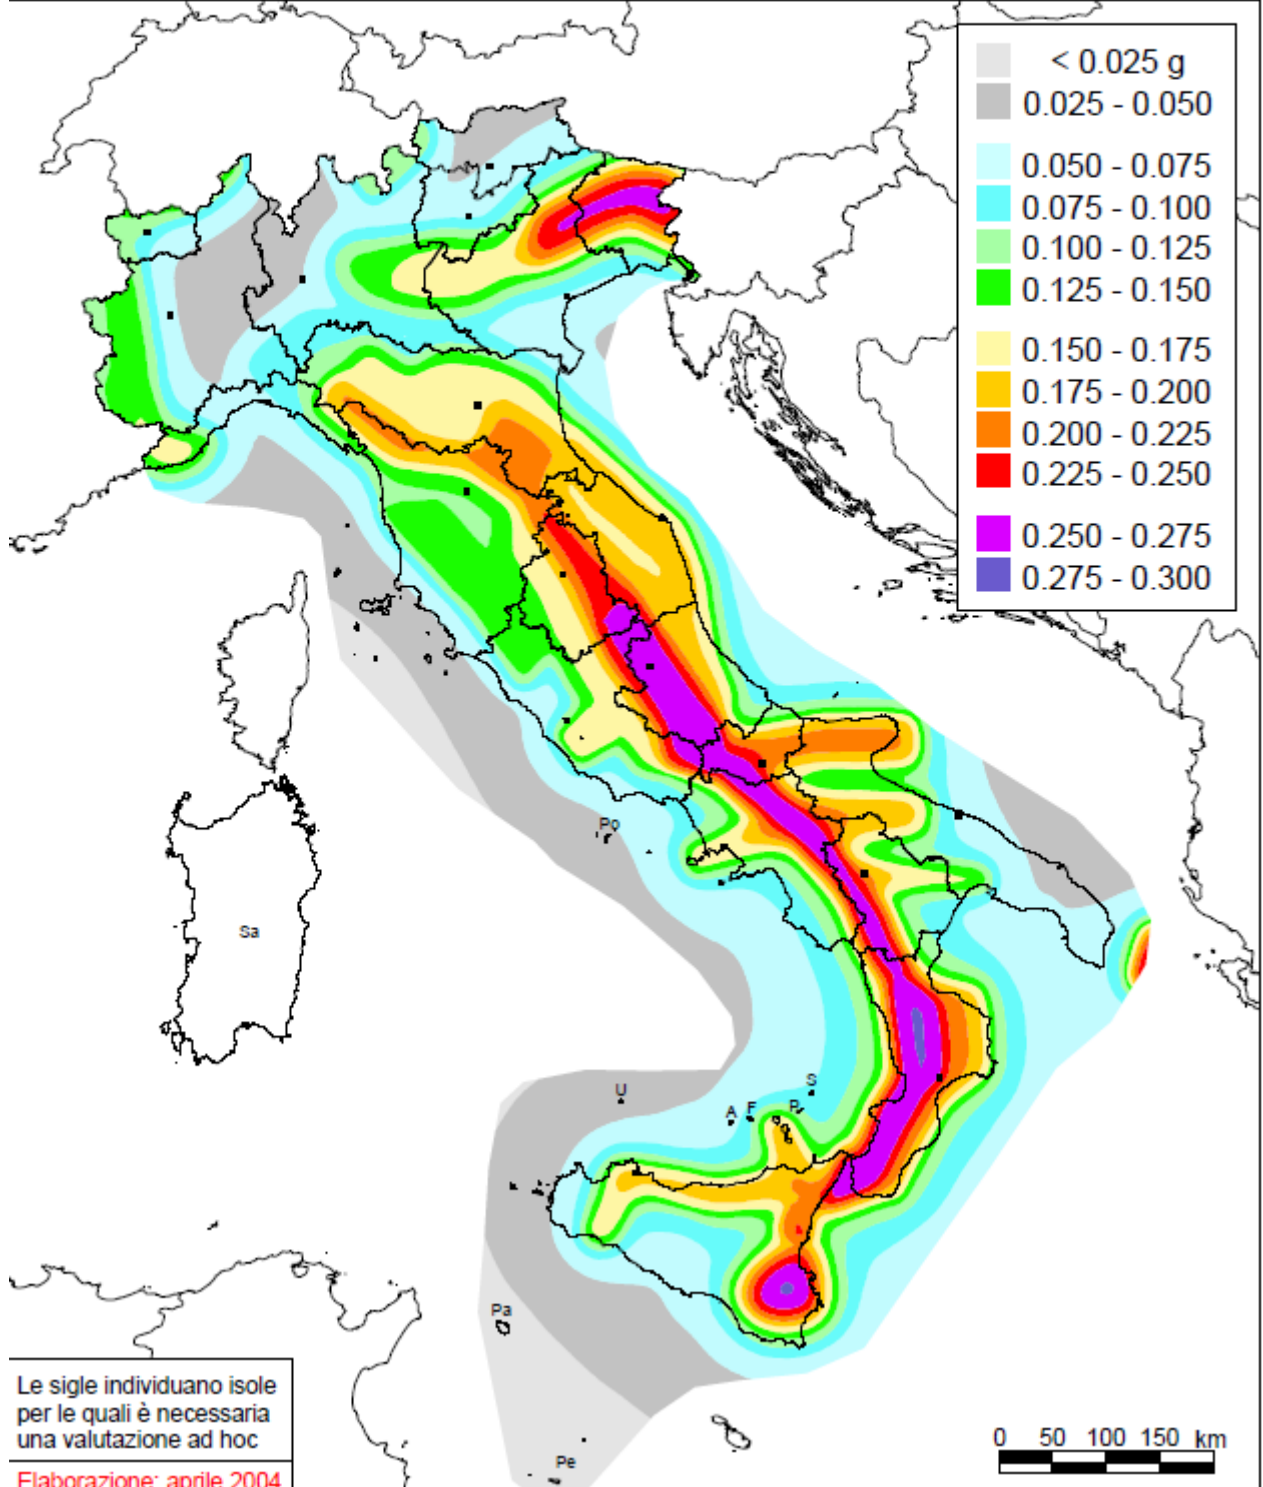 < 0.025 g
0.025 - 0.050
0.050 - 0.075
0.075 - 0.100
0.100 - 0.125
0.125 - 0.150
0.150 - 0.175
0.175 - 0.200
0.200 - 0.225
0.225 - 0.250
0.250 - 0.275
0.275 - 0.300
Po
Sa
U
A
F
P
S
Pa
Pe
Le sigle individuano isole
per le quali è necessaria
una valutazione ad hoc
Elaborazione: aprile 2004
0 50 100 150 km